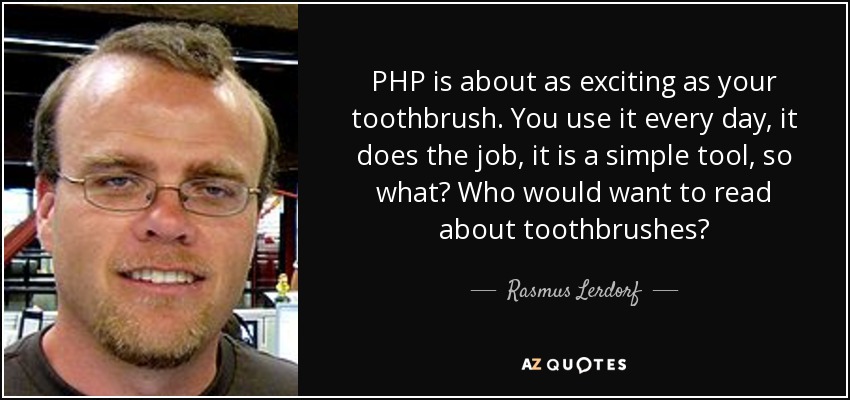 PHP is about as exciting as your
toothbrush. You use it every day, it
does the job, it is a simple tool, so
what? Who would want to read
about toothbrushes?
Rasmus Lerdorf
AZ QUOTES